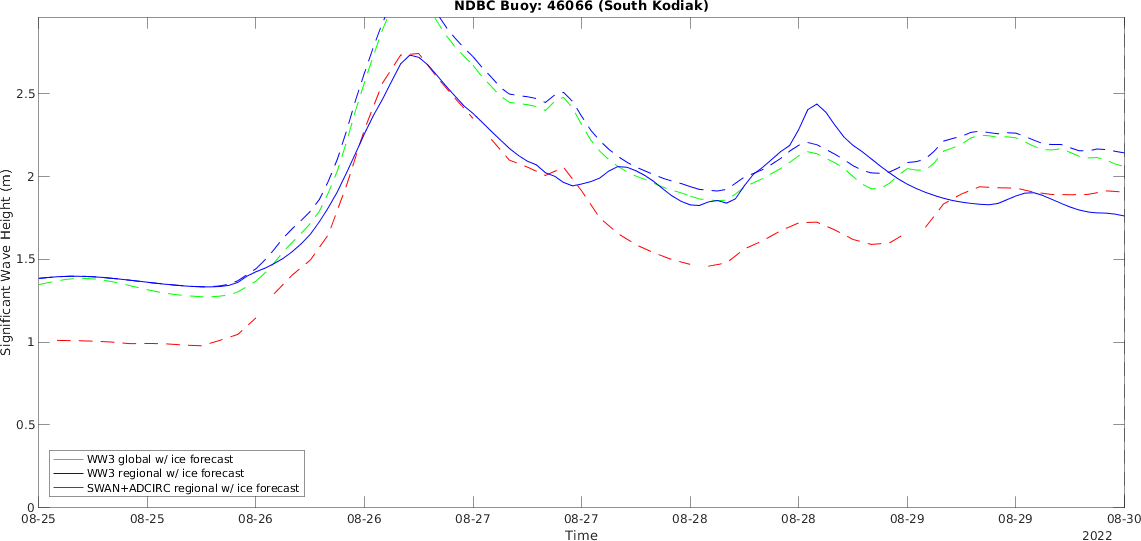 NDBC Buoy: 46066 (South Kodiak)
2.5
2
1.5
1
0.5
0
Significant Wave Height (m)
WW3 global w/ ice forecast
WW3 regional w/ ice forecast
SWAN+ADCIRC regional w/ ice forecast
08-25 08-25 08-26 08-26 08-27 08-27 08-28 08-28 08-29 08-29 08-30
Time
2022